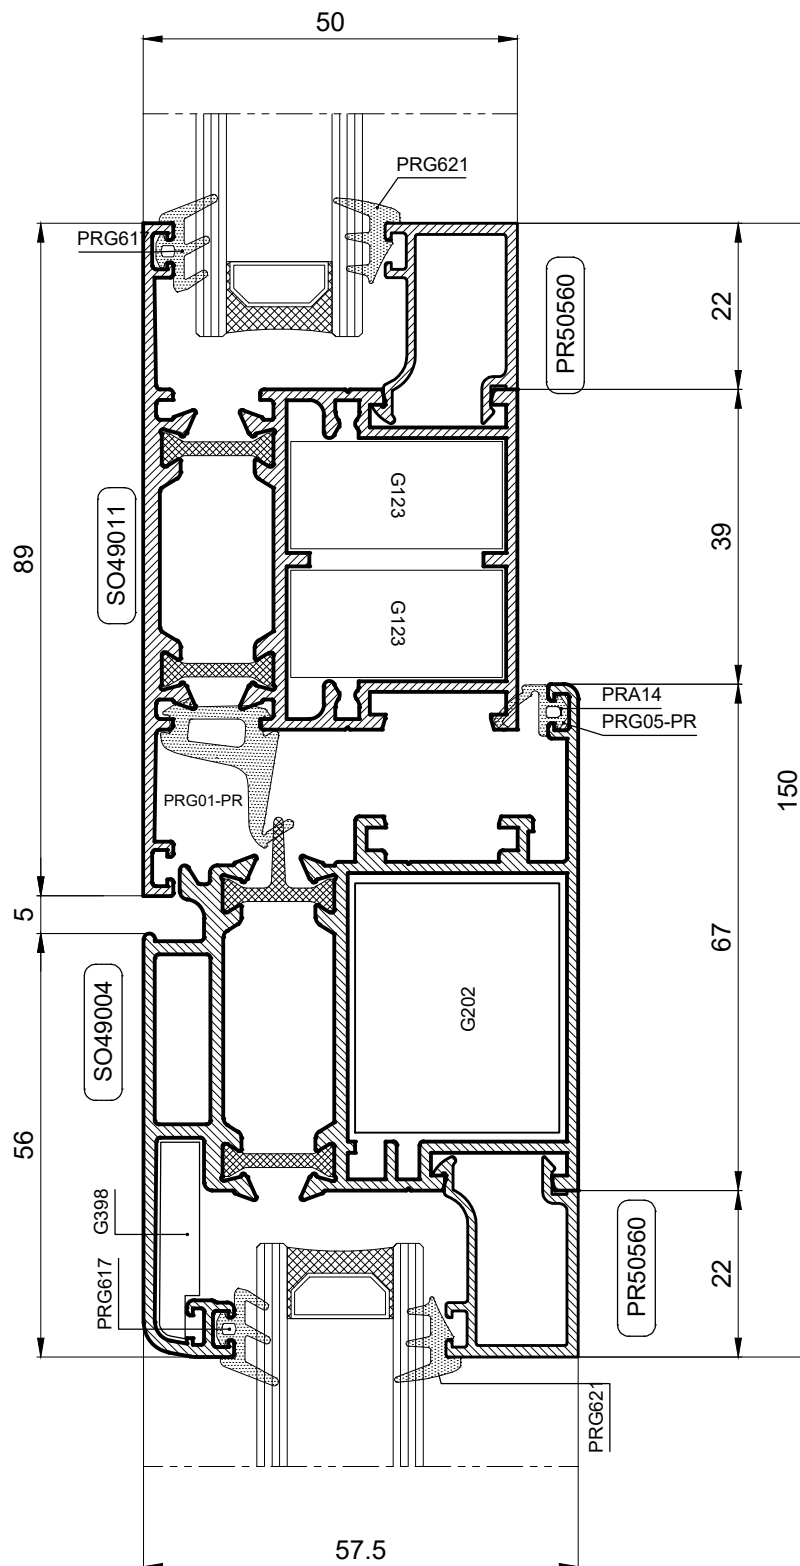 50
PRG621
PRG617
22
PR50560
G123
39
SO49011
89
G123
PRA14
PRG05-PR
150
PRG01-PR
5
67
G202
SO49004
56
G398
PRG617
PR50560
22
PRG621
57.5